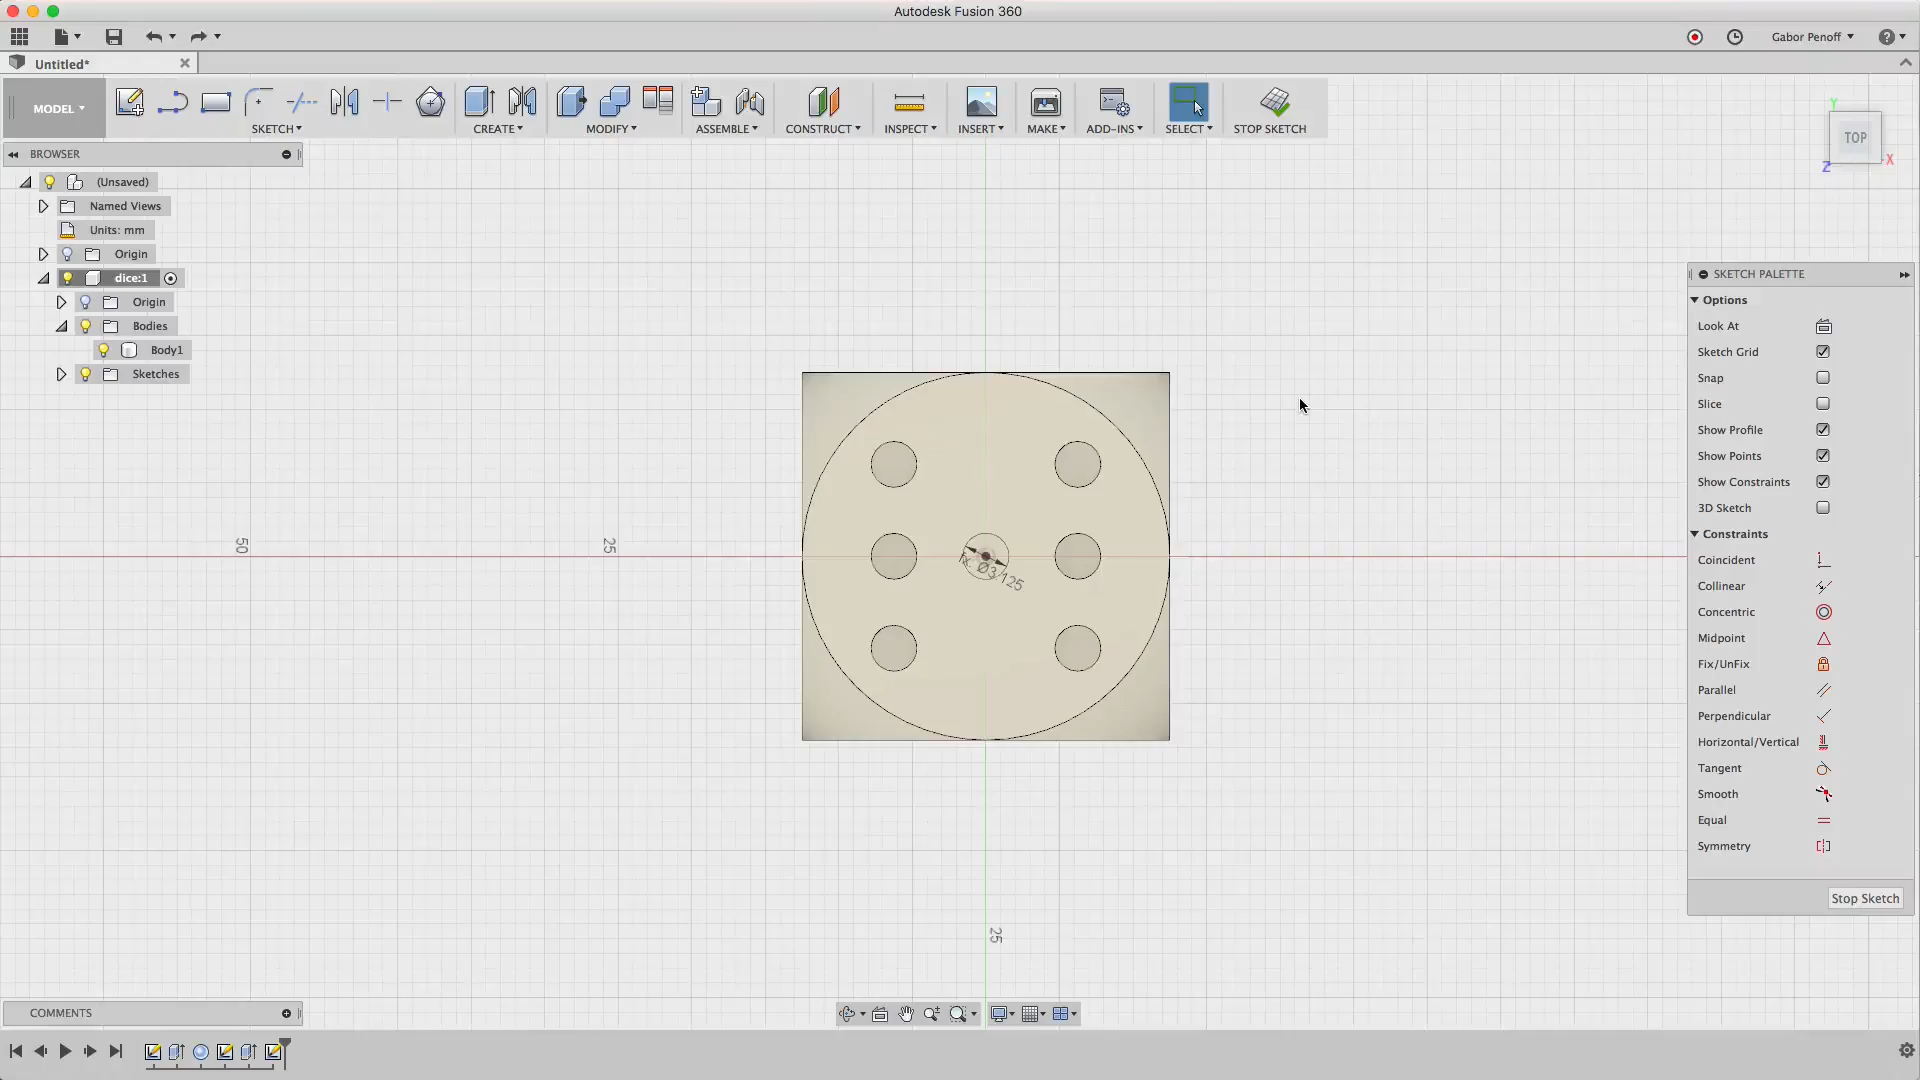 Autodesk Fusion 360
Gabor Penoff
Untitled*
MODEL
SKETCH
CREATE
MODIFY
ASSEMBLE
CONSTRUCT
INSPECT
INSERT
MAKE
ADD-INS
SELECT
STOP SKETCH
TOP
Y
X
Z
BROWSER
(Unsaved)
Named Views
Units: mm
Origin
dice:1
Origin
Bodies
Body1
Sketches
50
25
fx: Ø3.125
25
SKETCH PALETTE
Options
Look At
Sketch Grid
Snap
Slice
Show Profile
Show Points
Show Constraints
3D Sketch
Constraints
Coincident
Collinear
Concentric
Midpoint
Fix/UnFix
Parallel
Perpendicular
Horizontal/Vertical
Tangent
Smooth
Equal
Symmetry
Stop Sketch
COMMENTS